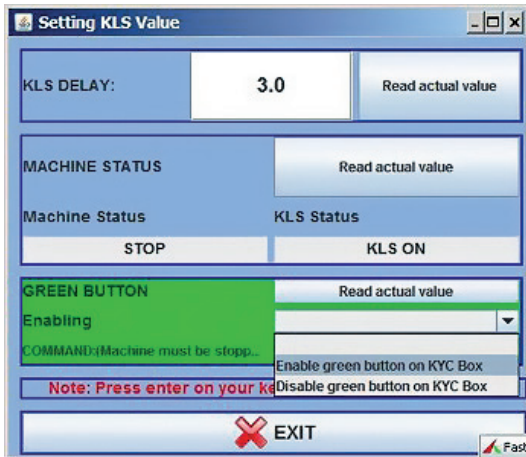 Setting KLS Value
KLS DELAY: 3.0 Read actual value
MACHINE STATUS Read actual value
Machine Status KLS Status
STOP KLS ON
GREEN BUTTON Read actual value
Enabling
COMMAND:(Machine must be stopp..
Enable green button on KYC Box
Disable green button on KYC Box
Note: Press enter on your ke
EXIT
Fast